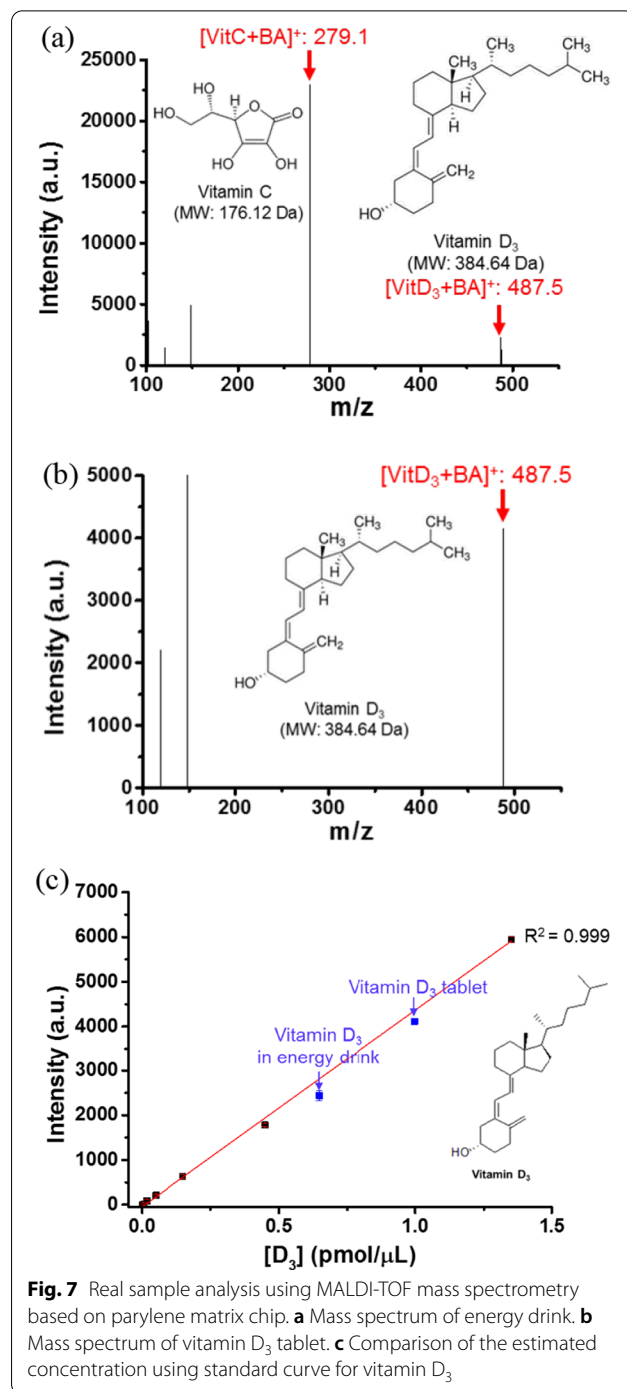 (a)
[VitC+BA]⁺: 279.1
CH₃
CH₃
CH₃
CH₃
H
H
CH₂
HO
HO
HO
H
O
O
HO
OH
Vitamin C
(MW: 176.12 Da)
Vitamin D₃
(MW: 384.64 Da)
[VitD₃+BA]⁺: 487.5
Intensity (a.u.)
25000
20000
15000
10000
5000
0
100 200 300 400 500
m/z
(b)
[VitD₃+BA]⁺: 487.5
CH₃
CH₃
CH₃
CH₃
H
H
CH₂
HO
Vitamin D₃
(MW: 384.64 Da)
Intensity (a.u.)
5000
4000
3000
2000
1000
0
100 200 300 400 500
m/z
(c)
R² = 0.999
Vitamin D₃ tablet
Vitamin D₃
in energy drink
HO
Vitamin D₃
Intensity (a.u.)
7000
6000
5000
4000
3000
2000
1000
0
0.0 0.5 1.0 1.5
[D₃] (pmol/μL)
Fig. 7 Real sample analysis using MALDI-TOF mass spectrometry
based on parylene matrix chip. a Mass spectrum of energy drink. b
Mass spectrum of vitamin D₃ tablet. c Comparison of the estimated
concentration using standard curve for vitamin D₃